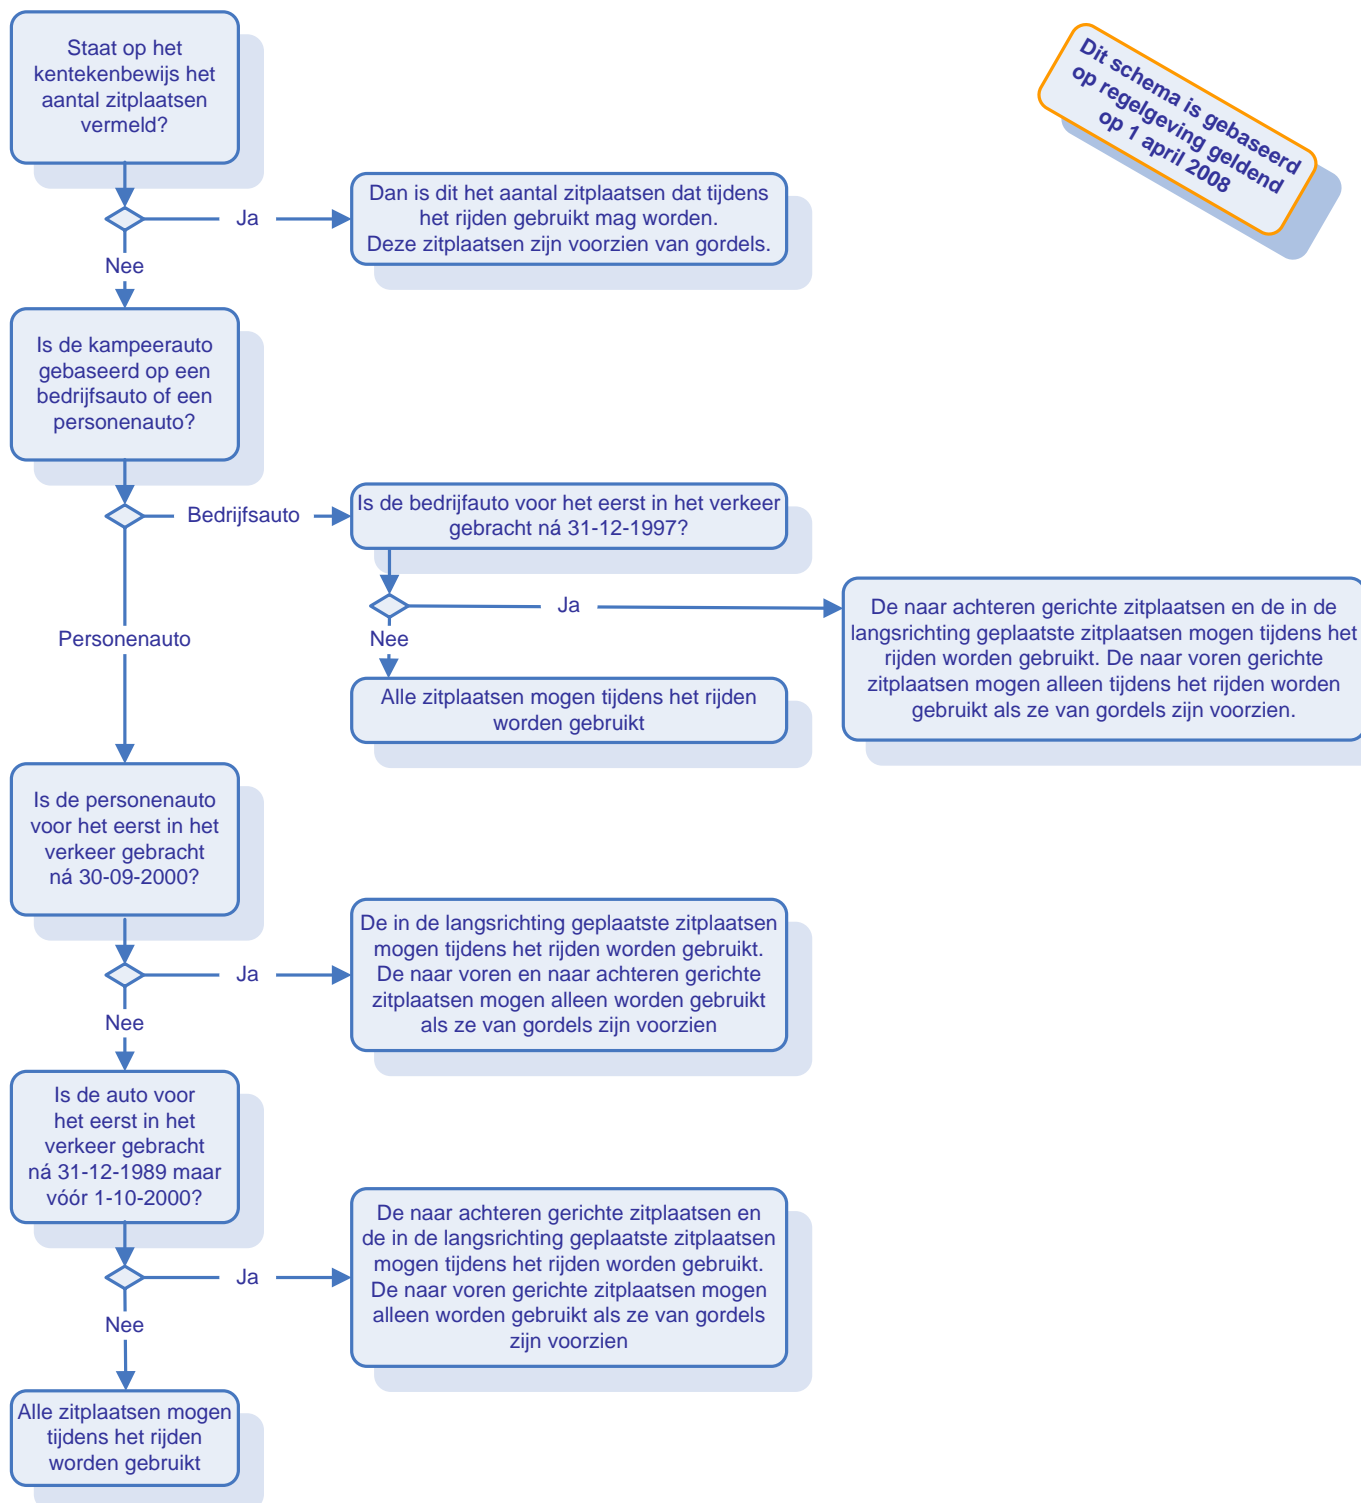 Staat op het
kentekenbewijs het
aantal zitplaatsen
vermeld?
Dit schema is gebaseerd
op regelgeving geldend
op 1 april 2008
Ja
Dan is dit het aantal zitplaatsen dat tijdens
het rijden gebruikt mag worden.
Deze zitplaatsen zijn voorzien van gordels.
Nee
Is de kampeerauto
gebaseerd op een
bedrijfsauto of een
personenauto?
Bedrijfsauto
Is de bedrijfauto voor het eerst in het verkeer
gebracht ná 31-12-1997?
Ja
De naar achteren gerichte zitplaatsen en de in de
langsrichting geplaatste zitplaatsen mogen tijdens het
rijden worden gebruikt. De naar voren gerichte
zitplaatsen mogen alleen tijdens het rijden worden
gebruikt als ze van gordels zijn voorzien.
Nee
Alle zitplaatsen mogen tijdens het rijden
worden gebruikt
Personenauto
Is de personenauto
voor het eerst in het
verkeer gebracht
ná 30-09-2000?
Ja
De in de langsrichting geplaatste zitplaatsen
mogen tijdens het rijden worden gebruikt.
De naar voren en naar achteren gerichte
zitplaatsen mogen alleen worden gebruikt
als ze van gordels zijn voorzien
Nee
Is de auto voor
het eerst in het
verkeer gebracht
ná 31-12-1989 maar
vóór 1-10-2000?
Ja
De naar achteren gerichte zitplaatsen en
de in de langsrichting geplaatste zitplaatsen
mogen tijdens het rijden worden gebruikt.
De naar voren gerichte zitplaatsen mogen
alleen worden gebruikt als ze van gordels
zijn voorzien
Nee
Alle zitplaatsen mogen
tijdens het rijden
worden gebruikt